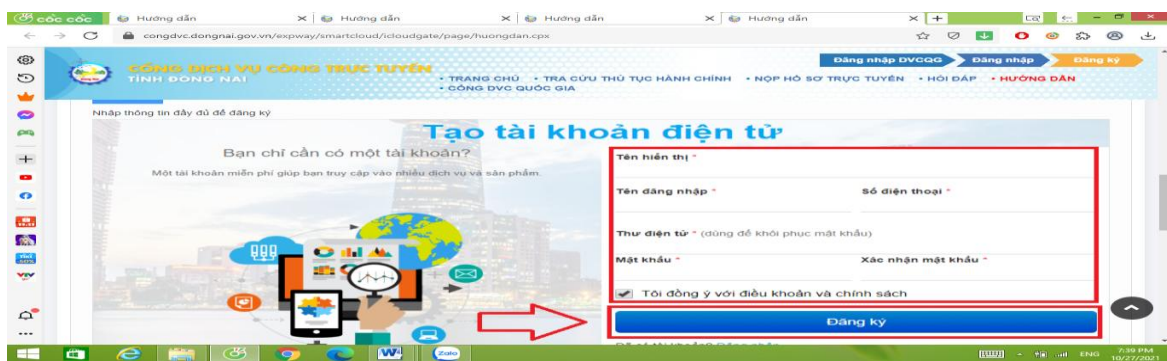 cốc cốc
Hướng dẫn
Hướng dẫn
Hướng dẫn
Hướng dẫn
congdvc.dongnai.gov.vn/expway/smartcloud/icloudgate/page/huongdan.cpx
Đăng nhập DVCQG
Đăng nhập
Đăng ký
CỔNG DỊCH VỤ CÔNG TRỰC TUYẾN
TỈNH ĐỒNG NAI
• TRANG CHỦ • TRA CỨU THỦ TỤC HÀNH CHÍNH • NỘP HỒ SƠ TRỰC TUYẾN • HỎI ĐÁP • HƯỚNG DẪN
• CỔNG DVC QUỐC GIA
Nhập thông tin đầy đủ để đăng ký
Tạo tài khoản điện tử
Bạn chỉ cần có một tài khoản?
Một tài khoản miễn phí giúp bạn truy cập vào nhiều dịch vụ và sản phẩm.
Tên hiển thị *
Tên đăng nhập *
Số điện thoại *
Thư điện tử * (dùng để khôi phục mật khẩu)
Mật khẩu *
Xác nhận mật khẩu *
Tôi đồng ý với điều khoản và chính sách
Đăng ký
Zalo
ENG
7:39 PM
10/27/2021